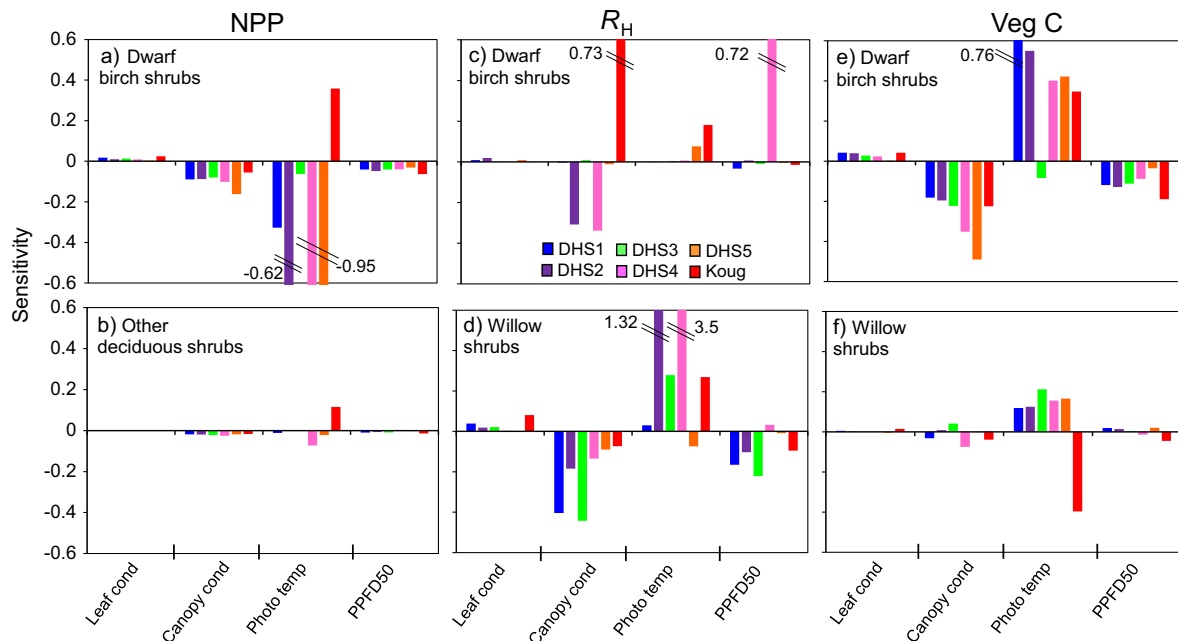 NPP
R_H
Veg C
Sensitivity
0.6
0.4
0.2
0
-0.2
-0.4
-0.6
a) Dwarf
birch shrubs
-0.62
-0.95
c) Dwarf
birch shrubs
0.73
0.72
DHS1 DHS3 DHS5
DHS2 DHS4 Koug
e) Dwarf
birch shrubs
0.76
0.6
0.4
0.2
0
-0.2
-0.4
-0.6
b) Other
deciduous shrubs
d) Willow
shrubs
1.32
3.5
f) Willow
shrubs
Leaf cond
Canopy cond
Photo temp
PPFD50
Leaf cond
Canopy cond
Photo temp
PPFD50
Leaf cond
Canopy cond
Photo temp
PPFD50